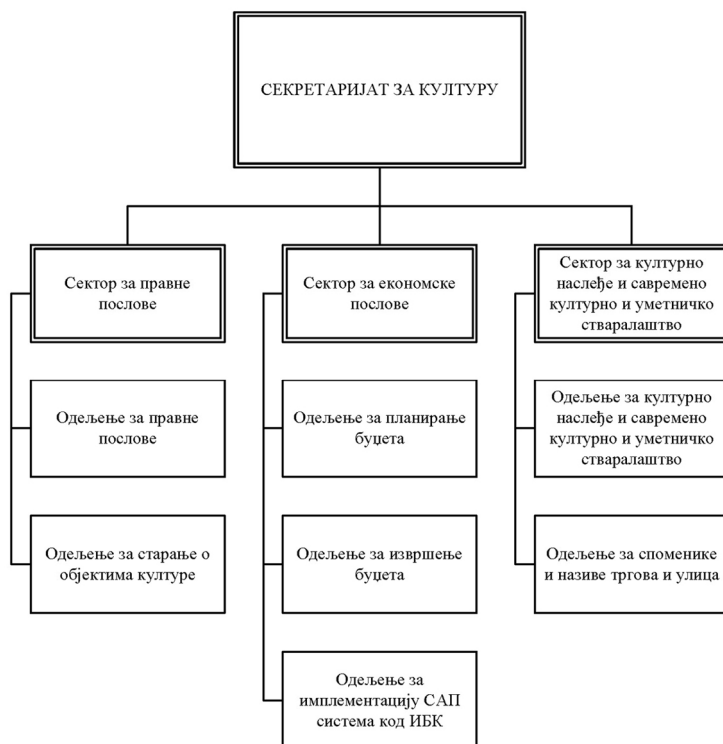 СЕКРЕТАРИЈАТ ЗА КУЛТУРУ
Сектор за правне
послове
Сектор за економске
послове
Сектор за културно
наслеђе и савремено
културно и уметничко
стваралаштво
Одељење за правне
послове
Одељење за планирање
буџета
Одељење за културно
наслеђе и савремено
културно и уметничко
стваралаштво
Одељење за старање о
објектима културе
Одељење за извршење
буџета
Одељење за споменике
и називе тргова и улица
Одељење за
имплементацију САП
система код ИБК